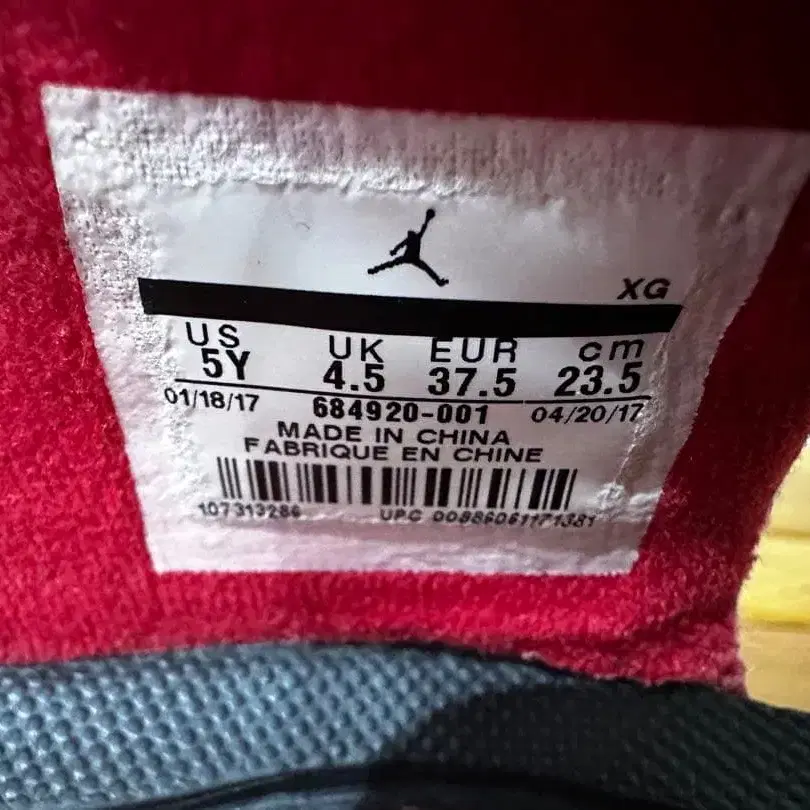 XG
US UK EUR cm
5Y 4.5 37.5 23.5
01/18/17 684920-001 04/20/17
MADE IN CHINA
FABRIQUE EN CHINE
107313286 UPC 00886061171381